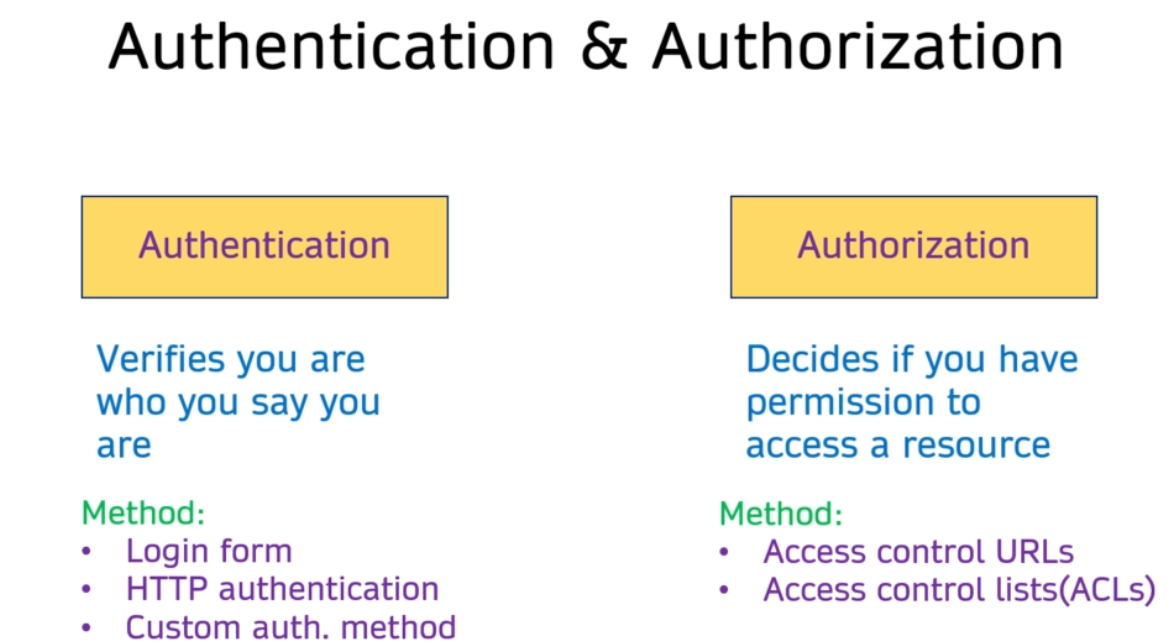 Authentication & Authorization
Authentication
Verifies you are
who you say you
are
Method:
• Login form
• HTTP authentication
• Custom auth. method
Authorization
Decides if you have
permission to
access a resource
Method:
• Access control URLs
• Access control lists(ACLs)